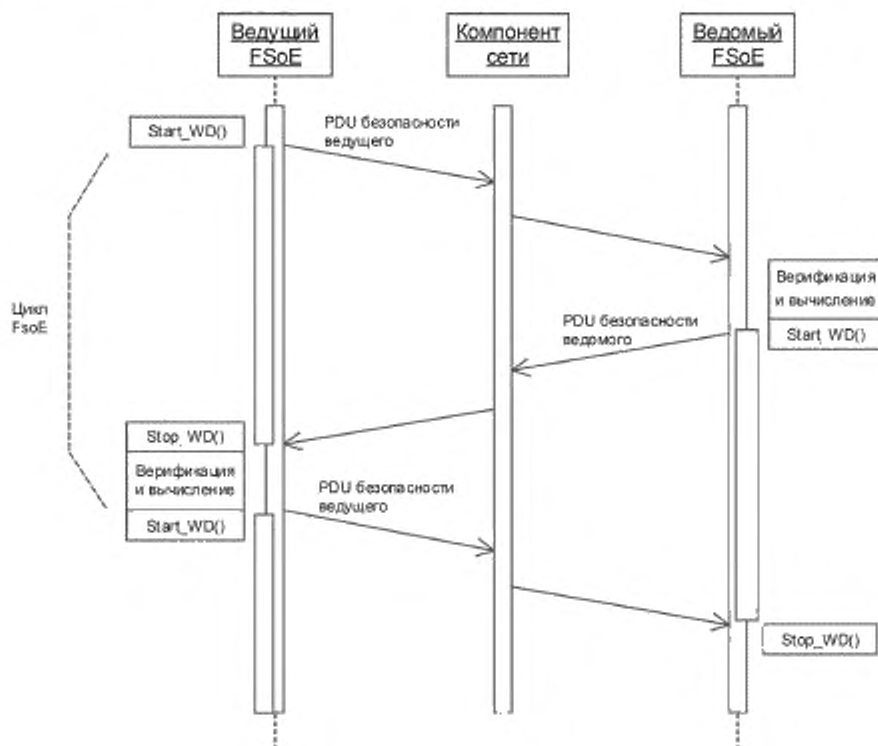 Ведущий
FSoE
Компонент
сети
Ведомый
FSoE
Start_WD()
PDU безопасности
ведущего
Верификация
и вычисление
Start_WD()
Цикл
FsoE
PDU безопасности
ведомого
Stop_WD()
Верификация
и вычисление
Start_WD()
PDU безопасности
ведущего
Stop_WD()